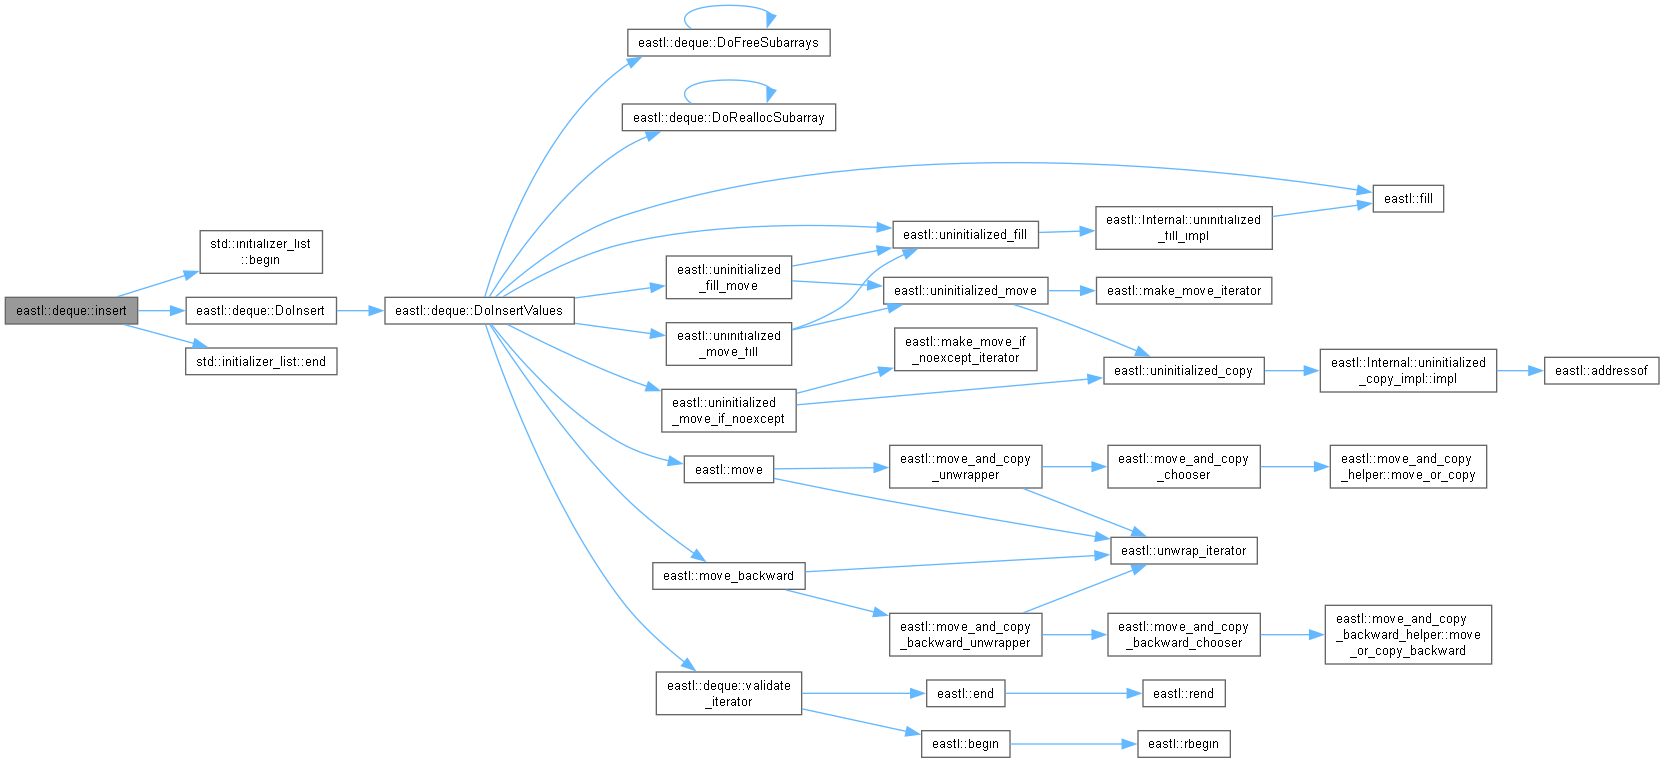 eastl::deque::DoFreeSubarrays
eastl::deque::DoReallocSubarray
eastl::fill
eastl::Internal::uninitialized
_fill_impl
eastl::uninitialized_fill
std::initializer_list
::begin
eastl::uninitialized
_fill_move
eastl::uninitialized_move
eastl::make_move_iterator
eastl::deque::insert
eastl::deque::DoInsert
eastl::deque::DoInsertValues
eastl::uninitialized
_move_fill
eastl::make_move_if
_noexcept_iterator
std::initializer_list::end
eastl::uninitialized_copy
eastl::Internal::uninitialized
_copy_impl::impl
eastl::addressof
eastl::uninitialized
_move_if_noexcept
eastl::move
eastl::move_and_copy
_unwrapper
eastl::move_and_copy
_chooser
eastl::move_and_copy
_helper::move_or_copy
eastl::unwrap_iterator
eastl::move_backward
eastl::move_and_copy
_backward_unwrapper
eastl::move_and_copy
_backward_chooser
eastl::move_and_copy
_backward_helper::move
_or_copy_backward
eastl::deque::validate
_iterator
eastl::end
eastl::rend
eastl::begin
eastl::rbegin